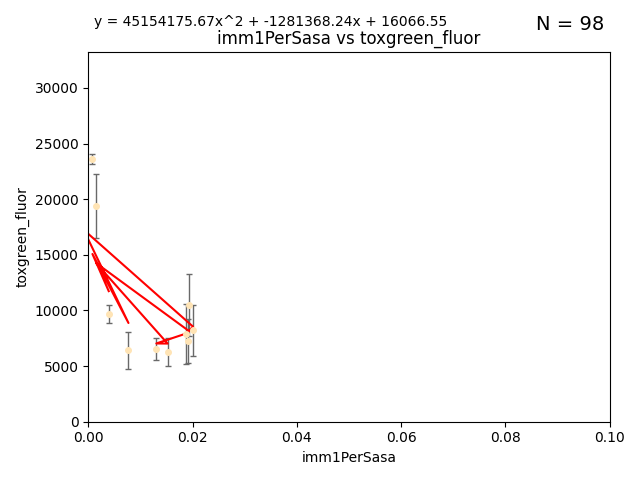 y = 45154175.67x^2 + -1281368.24x + 16066.55
N = 98
imm1PerSasa vs toxgreen_fluor
30000
25000
20000
15000
10000
5000
0
toxgreen_fluor
0.00 0.02 0.04 0.06 0.08 0.10
imm1PerSasa